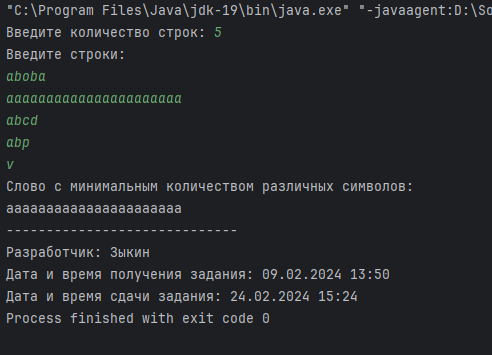 "C:\Program Files\Java\jdk-19\bin\java.exe" "-javaagent:D:\So
Введите количество строк: 5
Введите строки:
aboba
aaaaaaaaaaaaaaaaaaaaaa
abcd
abp
v
Слово с минимальным количеством различных символов:
aaaaaaaaaaaaaaaaaaaaaa
-----------------------------
Разработчик: Зыкин
Дата и время получения задания: 09.02.2024 13:50
Дата и время сдачи задания: 24.02.2024 15:24
Process finished with exit code 0